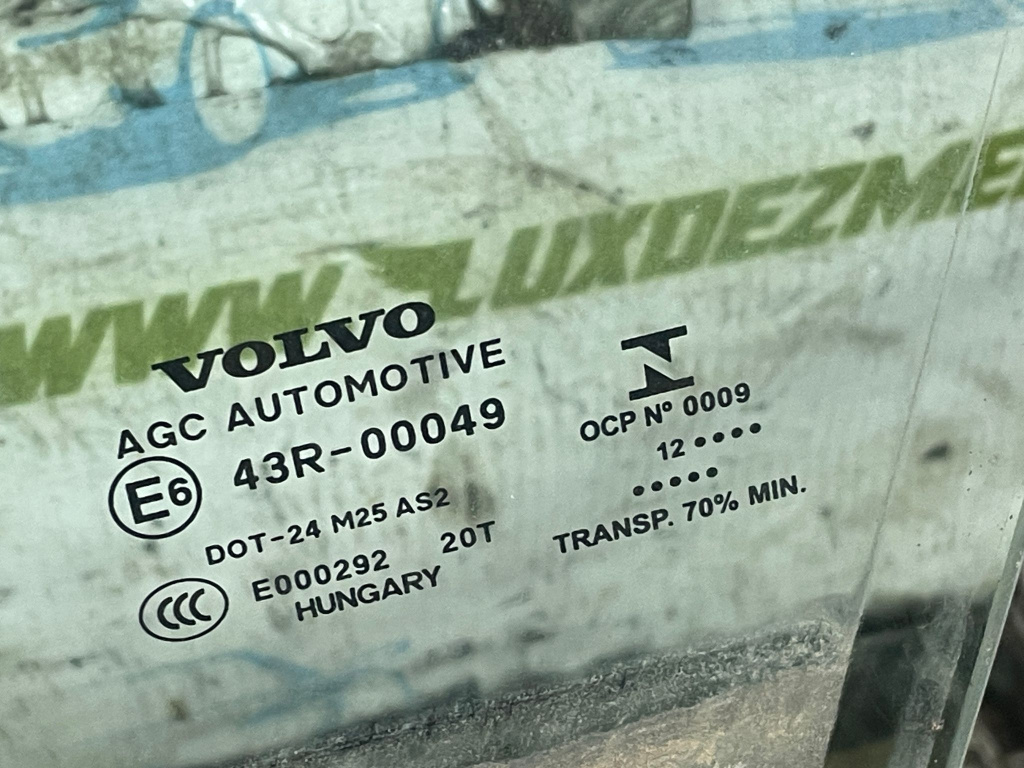 WWW.LUXDEZME
VOLVO
AGC AUTOMOTIVE
E6 43R-00049
DOT-24 M25 AS2
CCC E000292 20T
HUNGARY
N
OCP Nº 0009
12 ••••
•••••
TRANSP. 70% MIN.